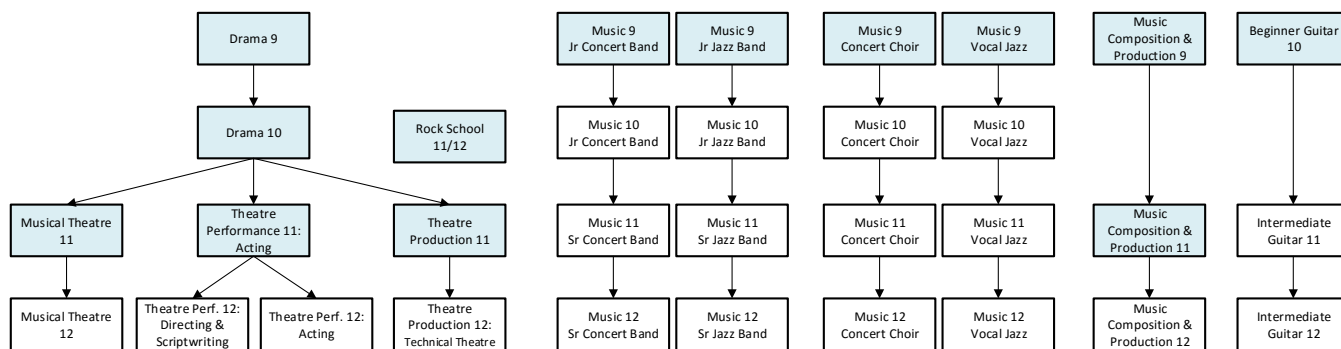 Drama 9
Music 9
Jr Concert Band
Music 9
Jr Jazz Band
Music 9
Concert Choir
Music 9
Vocal Jazz
Music
Composition &
Production 9
Beginner Guitar
10
Drama 10
Rock School
11/12
Music 10
Jr Concert Band
Music 10
Jr Jazz Band
Music 10
Concert Choir
Music 10
Vocal Jazz
Musical Theatre
11
Theatre
Performance 11:
Acting
Theatre
Production 11
Music 11
Sr Concert Band
Music 11
Sr Jazz Band
Music 11
Concert Choir
Music 11
Vocal Jazz
Music
Composition &
Production 11
Intermediate
Guitar 11
Musical Theatre
12
Theatre Perf. 12:
Directing &
Scriptwriting
Theatre Perf. 12:
Acting
Theatre
Production 12:
Technical Theatre
Music 12
Sr Concert Band
Music 12
Sr Jazz Band
Music 12
Concert Choir
Music 12
Vocal Jazz
Music
Composition &
Production 12
Intermediate
Guitar 12